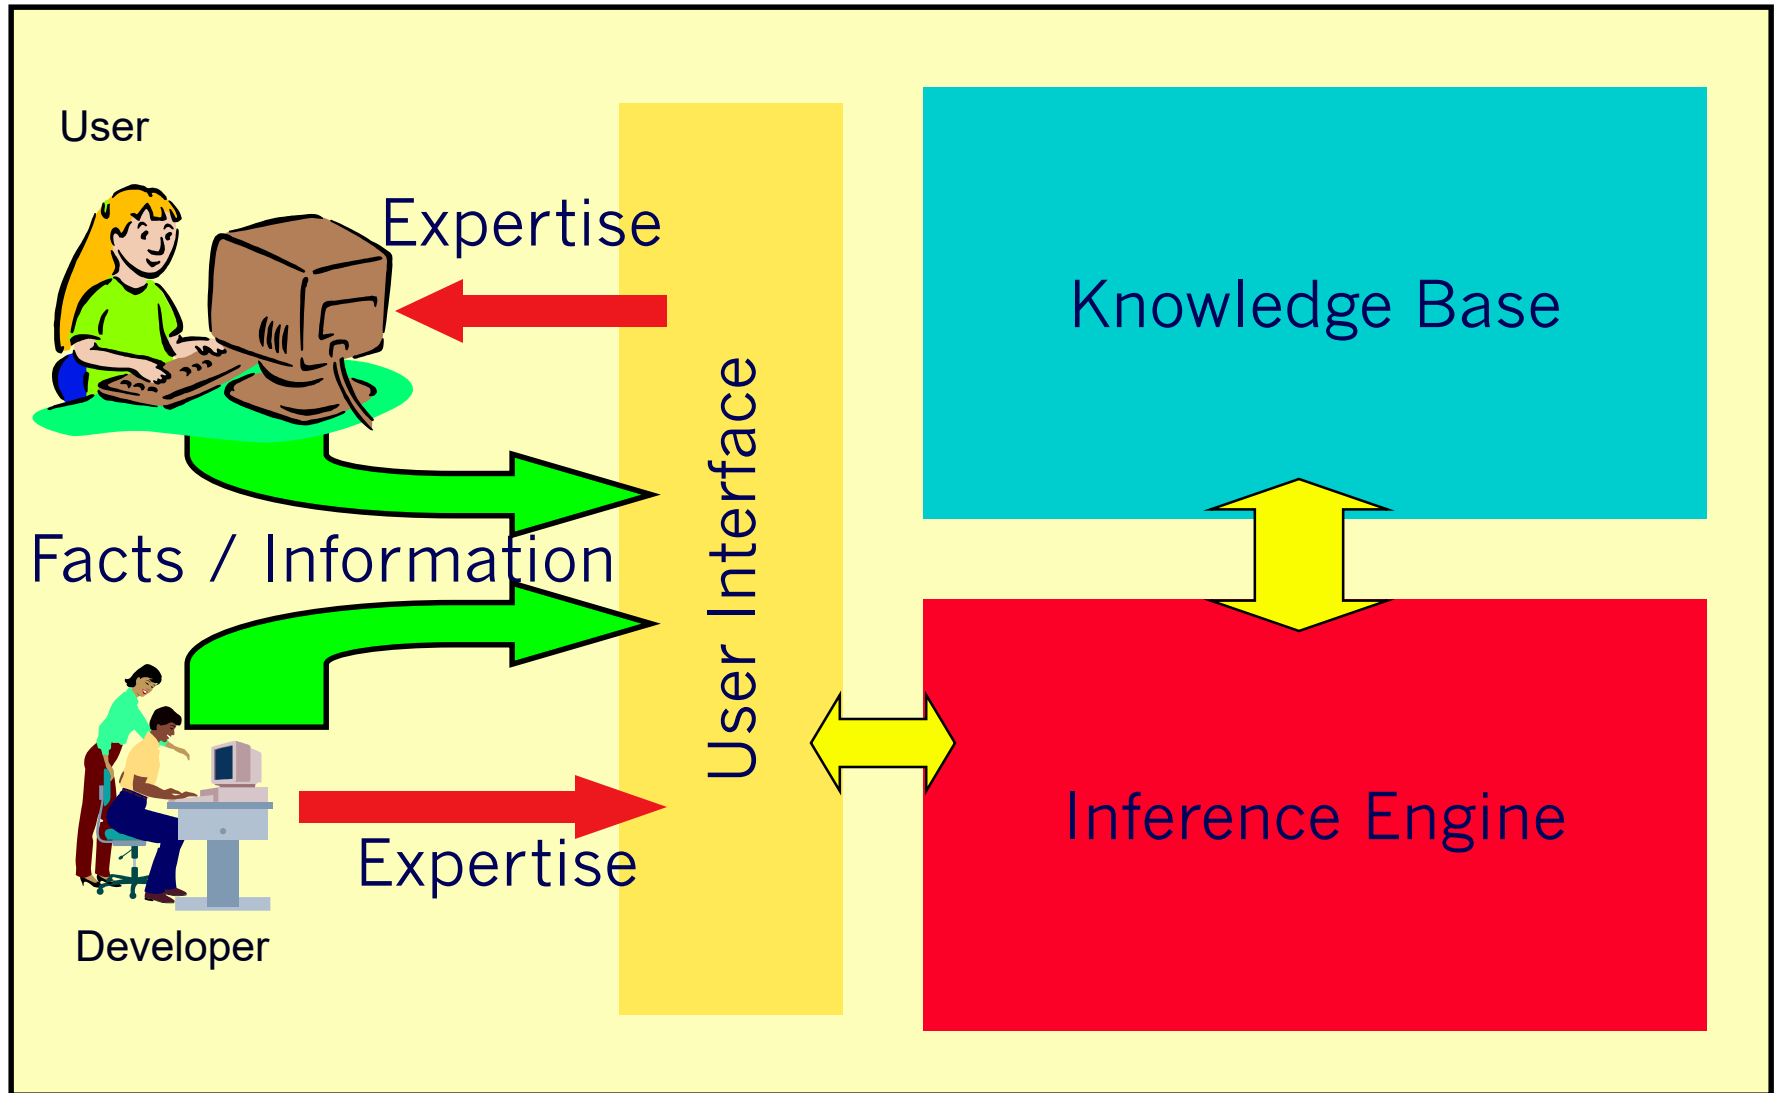 User
Expertise
Knowledge Base
User Interface
Facts / Information
Inference Engine
Expertise
Developer